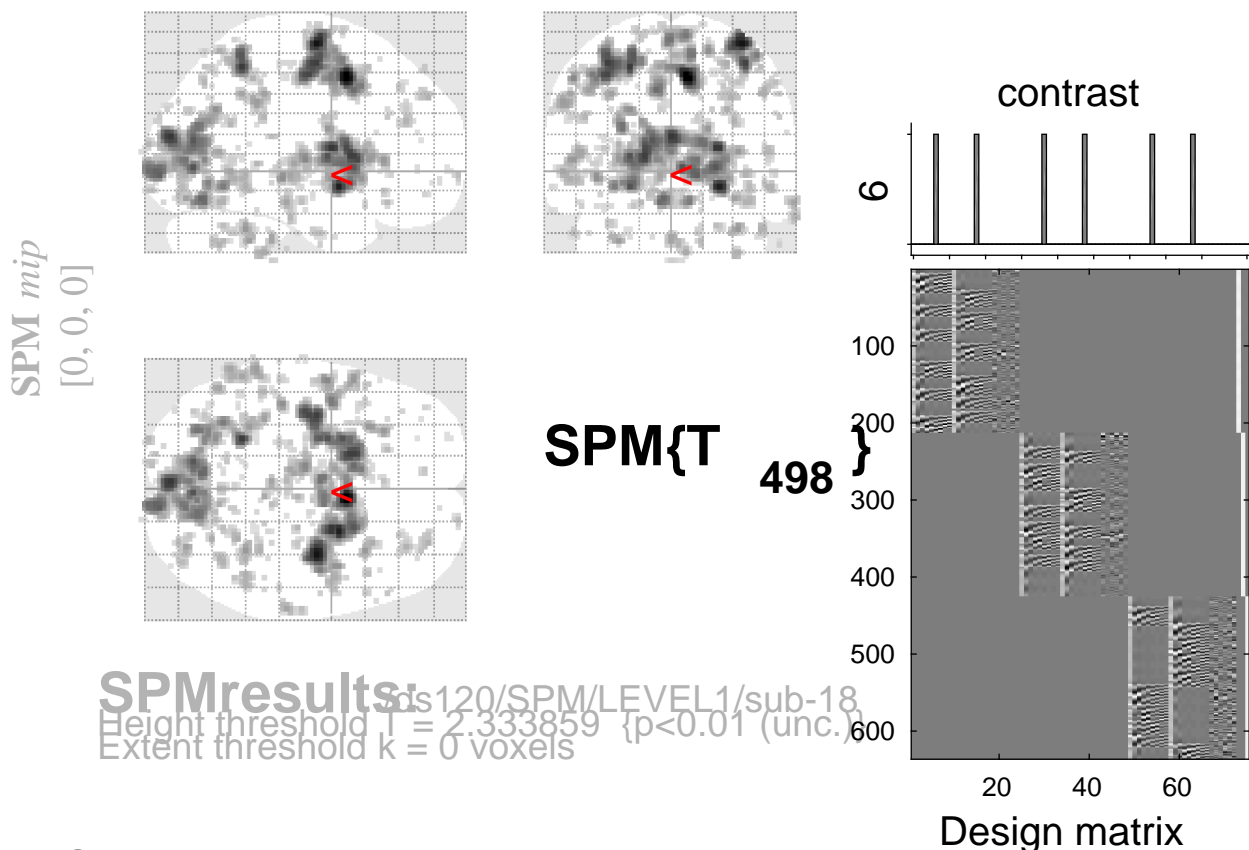 SPM mip
[0, 0, 0]
contrast
6
SPM{T 498 }
SPMresults: /ds120/SPM/LEVEL1/sub-18
Height threshold T = 2.333859 {p<0.01 (unc.)}
Extent threshold k = 0 voxels
100
200
300
400
500
600
20 40 60
Design matrix